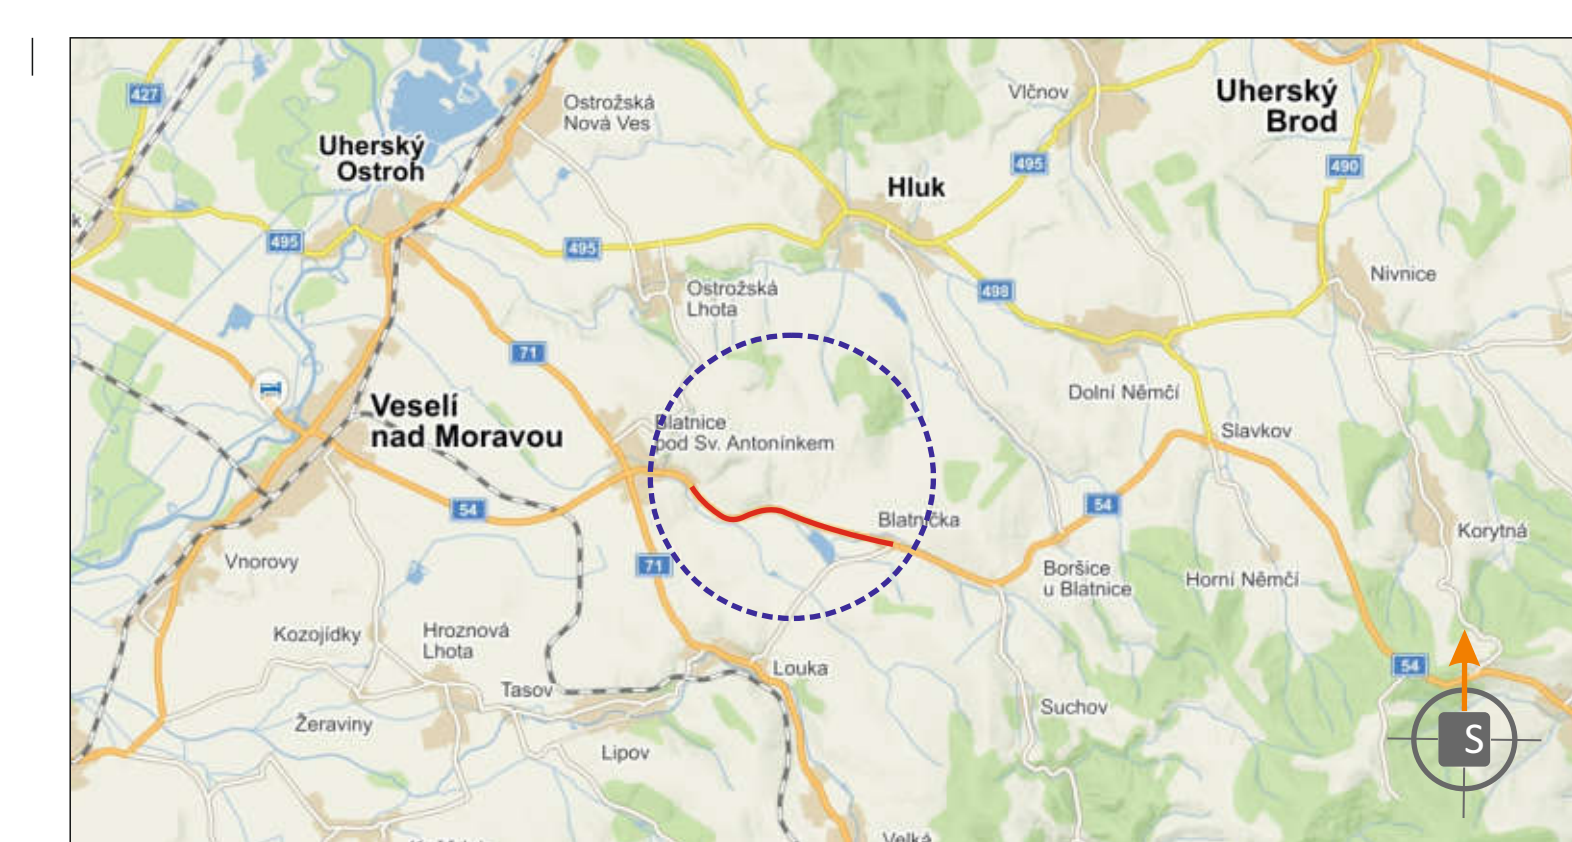 427
Ostrožská
Nová Ves
Vlčnov
Uherský
Brod
Uherský
Ostroh
495
490
Hluk
495
495
Nivnice
Ostrožská
Lhota
498
71
Dolní Němčí
Veselí
nad Moravou
Blatnice
pod Sv. Antonínkem
Slavkov
54
54
Blatnička
Korytná
Vnorovy
71
Boršice
u Blatnice
Horní Němčí
Kozojídky
Hroznová
Lhota
Louka
54
Tasov
Suchov
Žeraviny
Lipov
S
Velká